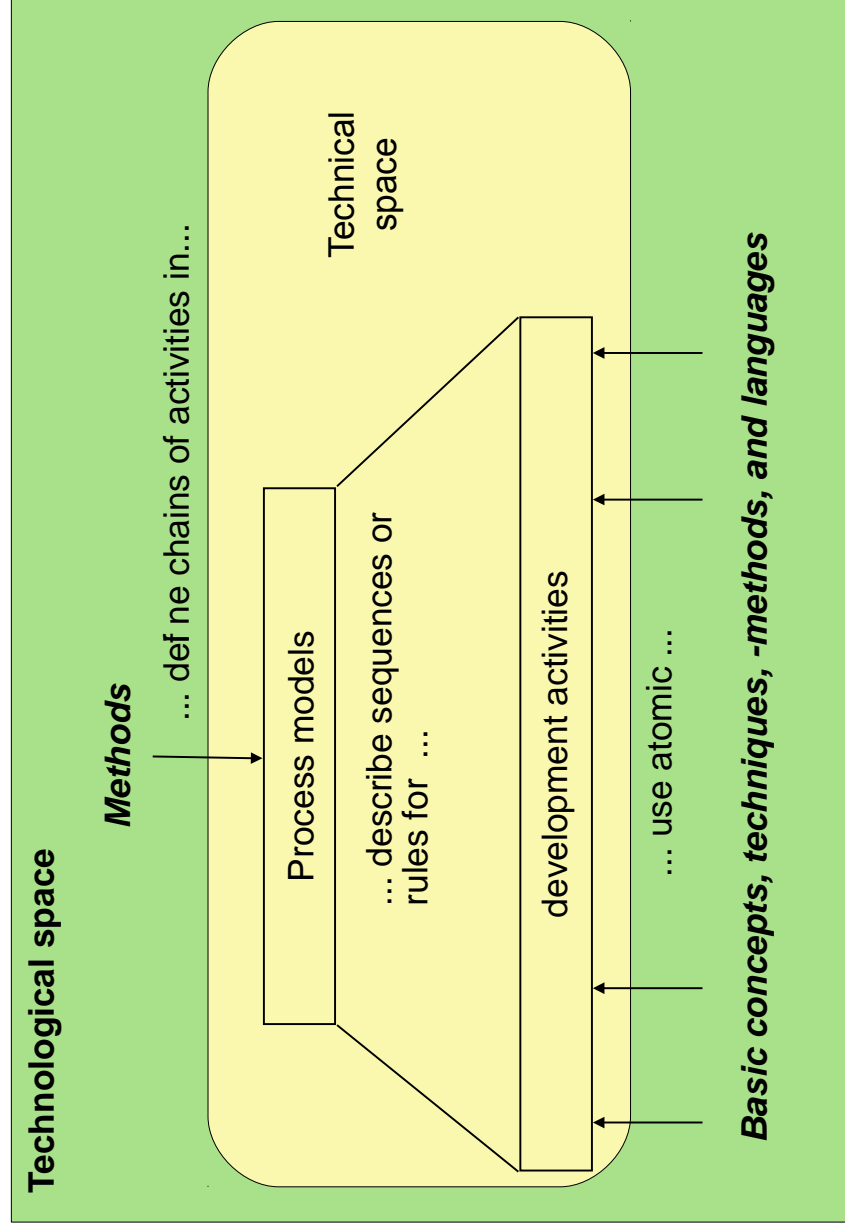 Technological space
Methods
... def ne chains of activities in...
Process models
Technical
space
... describe sequences or
rules for ...
development activities
... use atomic ...
Basic concepts, techniques, -methods, and languages